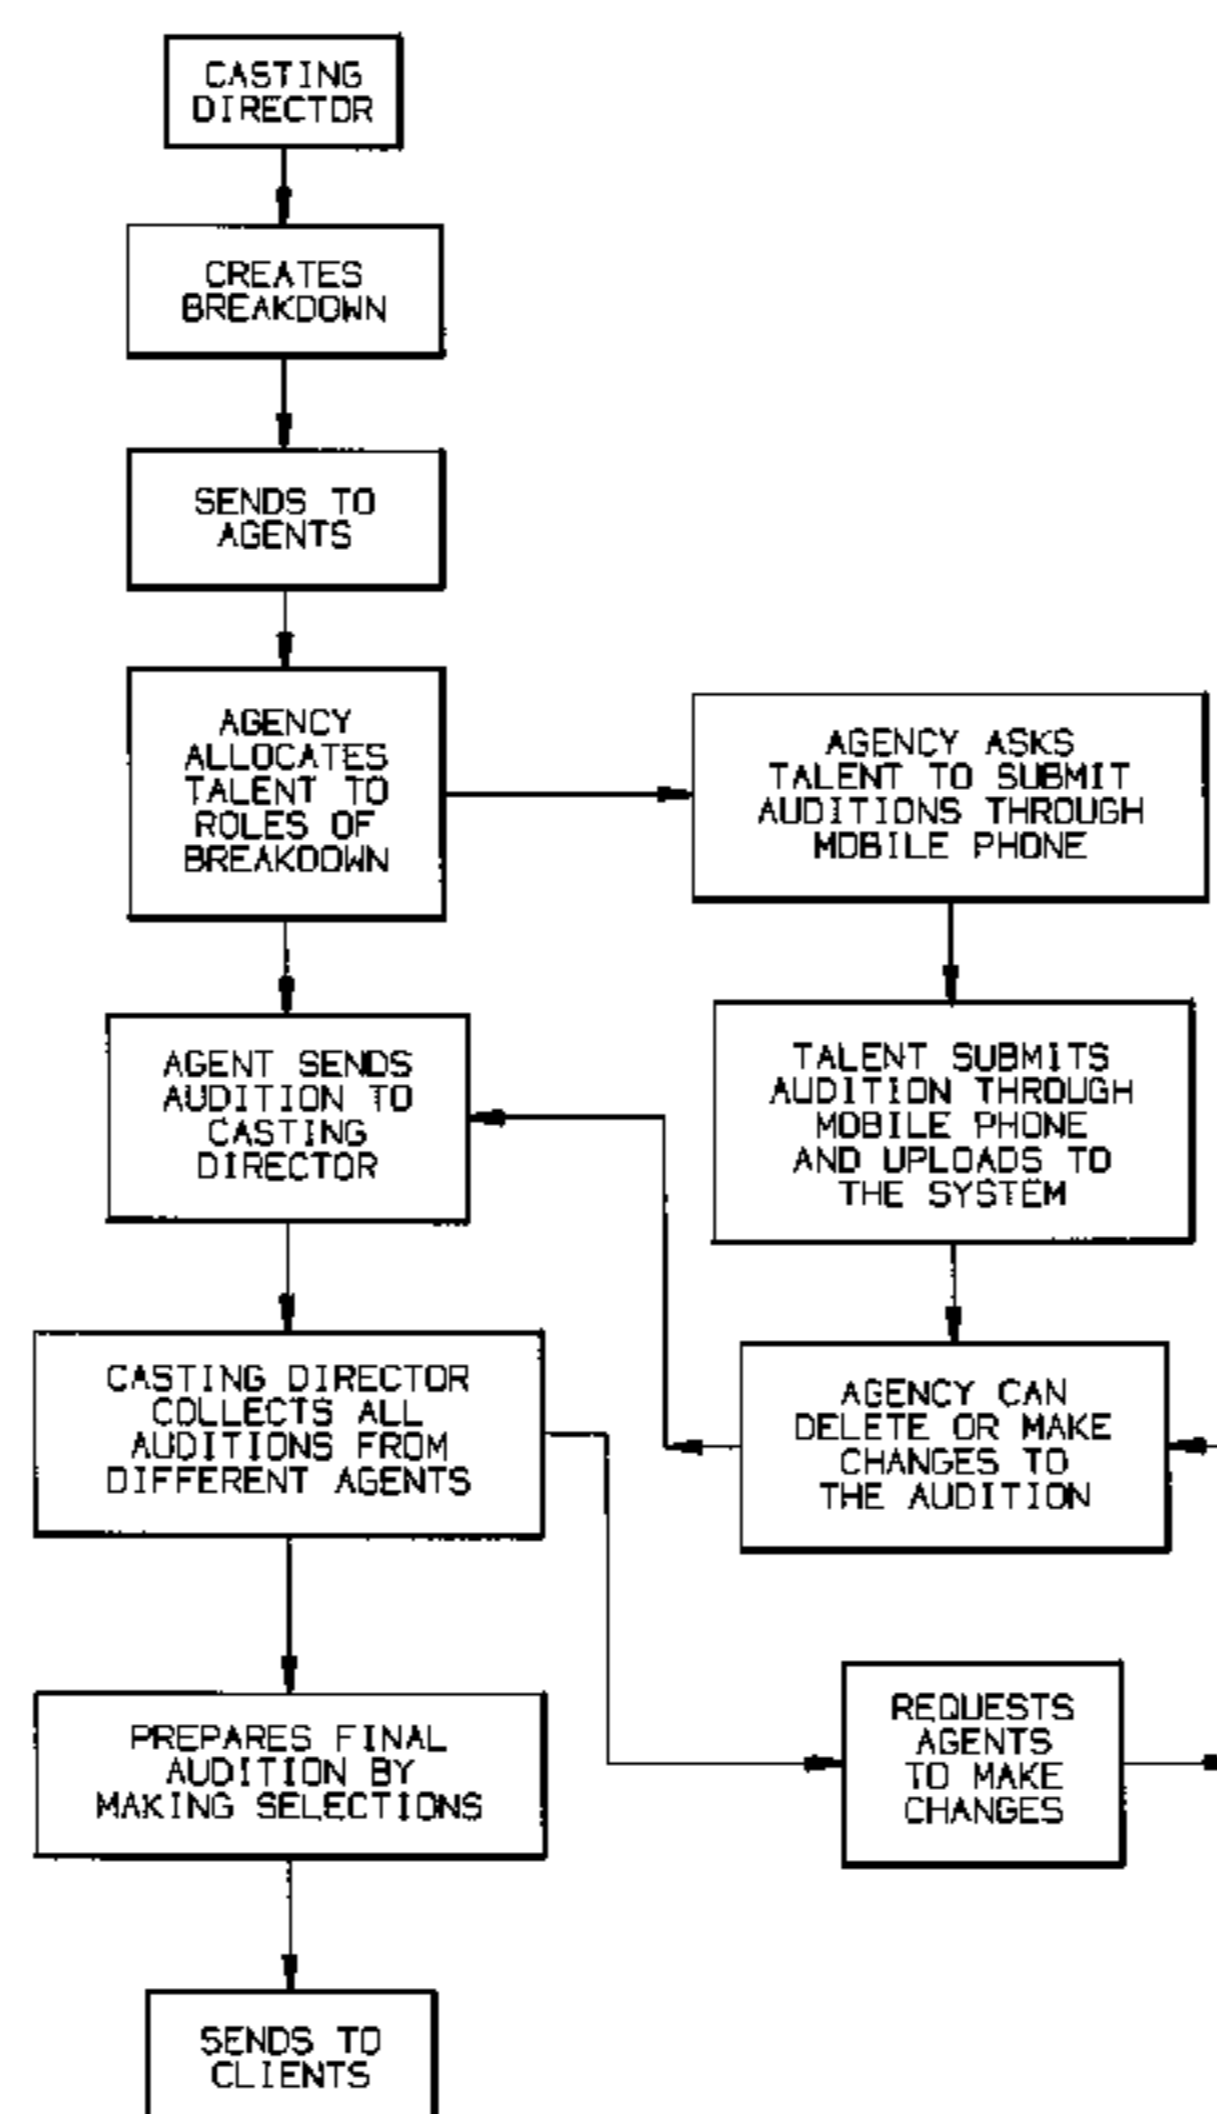 CASTING
DIRECTOR
CREATES
BREAKDOWN
SENDS TO
AGENTS
AGENCY
ALLOCATES
TALENT TO
ROLES OF
BREAKDOWN
AGENCY ASKS
TALENT TO SUBMIT
AUDITIONS THROUGH
MOBILE PHONE
AGENT SENDS
AUDITION TO
CASTING
DIRECTOR
TALENT SUBMITS
AUDITION THROUGH
MOBILE PHONE
AND UPLOADS TO
THE SYSTEM
CASTING DIRECTOR
COLLECTS ALL
AUDITIONS FROM
DIFFERENT AGENTS
AGENCY CAN
DELETE OR MAKE
CHANGES TO
THE AUDITION
PREPARES FINAL
AUDITION BY
MAKING SELECTIONS
REQUESTS
AGENTS
TO MAKE
CHANGES
SENDS TO
CLIENTS